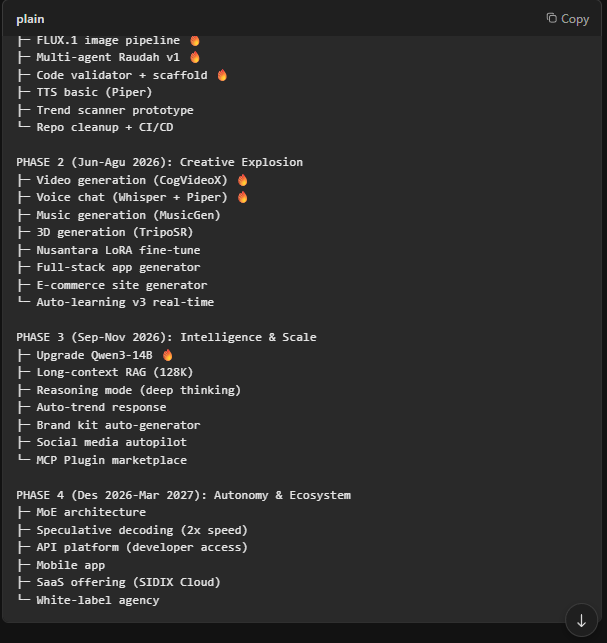 plain
Copy
├─ FLUX.1 image pipeline 🔥
├─ Multi-agent Raudah v1 🔥
├─ Code validator + scaffold 🔥
├─ TTS basic (Piper)
├─ Trend scanner prototype
└─ Repo cleanup + CI/CD
PHASE 2 (Jun-Agu 2026): Creative Explosion
├─ Video generation (CogVideoX) 🔥
├─ Voice chat (Whisper + Piper) 🔥
├─ Music generation (MusicGen)
├─ 3D generation (TripoSR)
├─ Nusantara LoRA fine-tune
├─ Full-stack app generator
├─ E-commerce site generator
└─ Auto-learning v3 real-time
PHASE 3 (Sep-Nov 2026): Intelligence & Scale
├─ Upgrade Qwen3-14B 🔥
├─ Long-context RAG (128K)
├─ Reasoning mode (deep thinking)
├─ Auto-trend response
├─ Brand kit auto-generator
├─ Social media autopilot
└─ MCP Plugin marketplace
PHASE 4 (Des 2026-Mar 2027): Autonomy & Ecosystem
├─ MoE architecture
├─ Speculative decoding (2x speed)
├─ API platform (developer access)
├─ Mobile app
├─ SaaS offering (SIDIX Cloud)
└─ White-label agency